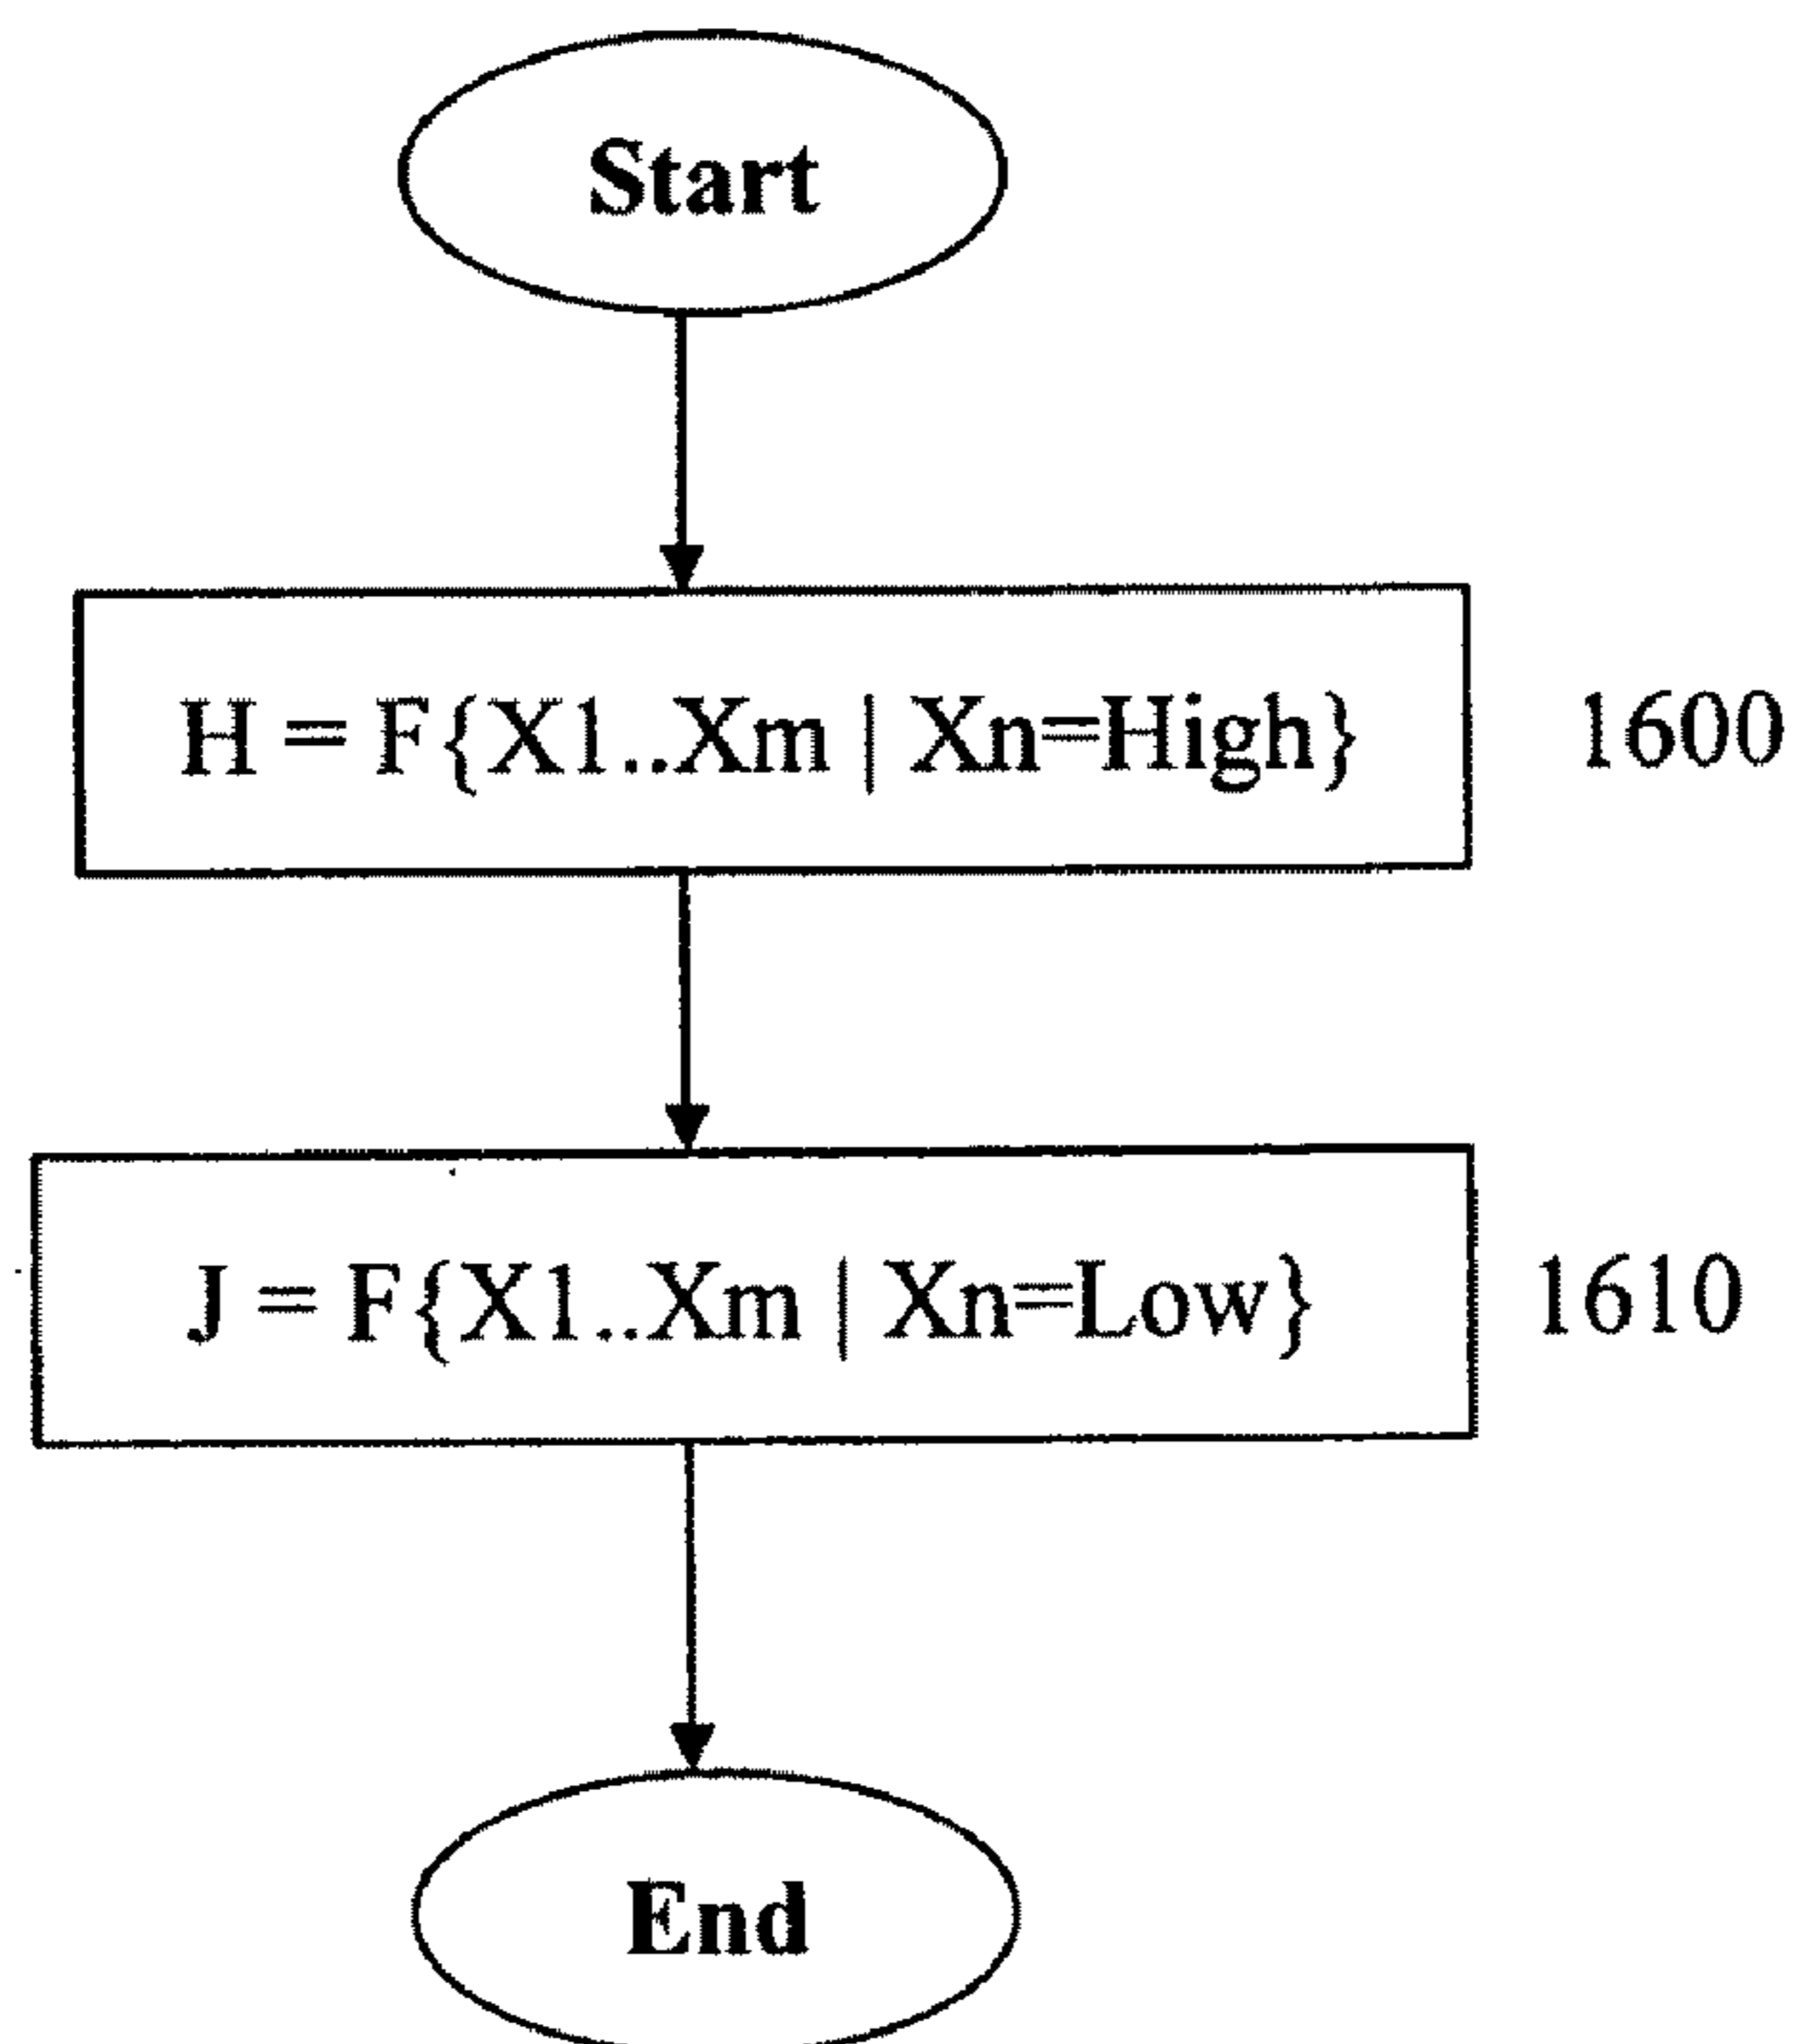 Start
H = F{X1..Xm | Xn=High} 1600
J = F{X1..Xm | Xn=Low} 1610
End